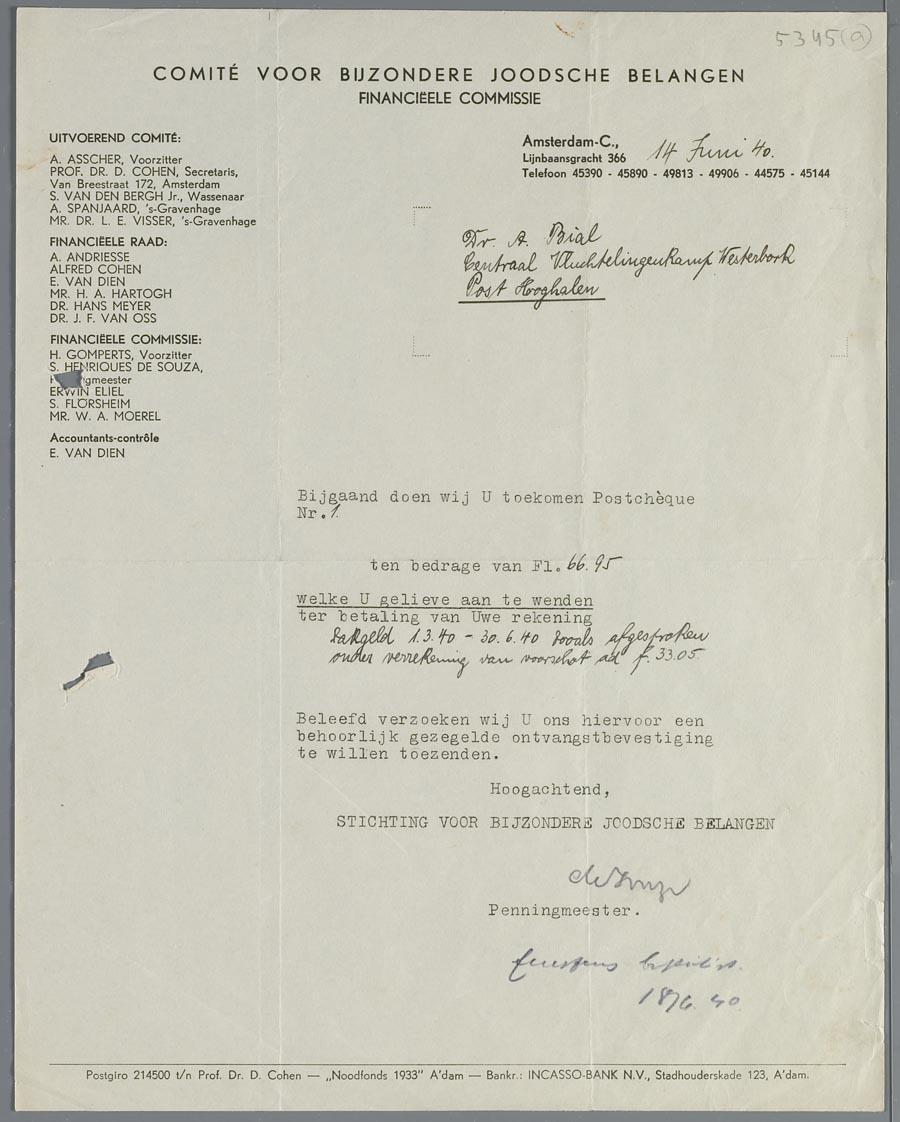 5345(a)
COMITÉ VOOR BIJZONDERE JOODSCHE BELANGEN
FINANCIËELE COMMISSIE
UITVOEREND COMITÉ:
A. ASSCHER, Voorzitter
PROF. DR. D. COHEN, Secretaris,
Van Breestraat 172, Amsterdam
S. VAN DEN BERGH Jr., Wassenaar
A. SPANJAARD, 's-Gravenhage
MR. DR. L. E. VISSER, 's-Gravenhage
FINANCIËELE RAAD:
A. ANDRIESSE
ALFRED COHEN
E. VAN DIEN
MR. H. A. HARTOGH
DR. HANS MEYER
DR. J. F. VAN OSS
FINANCIËELE COMMISSIE:
H. GOMPERTS, Voorzitter
S. HENRIQUES DE SOUZA,
gmeester
ERWIN ELIEL
S. FLÖRSHEIM
MR. W. A. MOEREL
Accountants-contrôle
E. VAN DIEN
Amsterdam-C., 14 Juni 40.
Lijnbaansgracht 366
Telefoon 45390 - 45890 - 49813 - 49906 - 44575 - 45144
Dr. A. Bial
Centraal Vluchtelingenkamp Westerbork
Post Hooghalen
Bijgaand doen wij U toekomen Postchèque
Nr. 1.
ten bedrage van Fl. 66.95
welke U gelieve aan te wenden
ter betaling van Uwe rekening
Zakgeld 1.3.40 - 30.6.40 zooals afgesproken
onder verrekening van voorschot ad f. 33.05
Beleefd verzoeken wij U ons hiervoor een
behoorlijk gezegelde ontvangstbevestiging
te willen toezenden.
Hoogachtend,
STICHTING VOOR BIJZONDERE JOODSCHE BELANGEN
Penningmeester.
18/6.40
Postgiro 214500 t/n Prof. Dr. D. Cohen — „Noodfonds 1933” A'dam — Bankr.: INCASSO-BANK N.V., Stadhouderskade 123, A'dam.